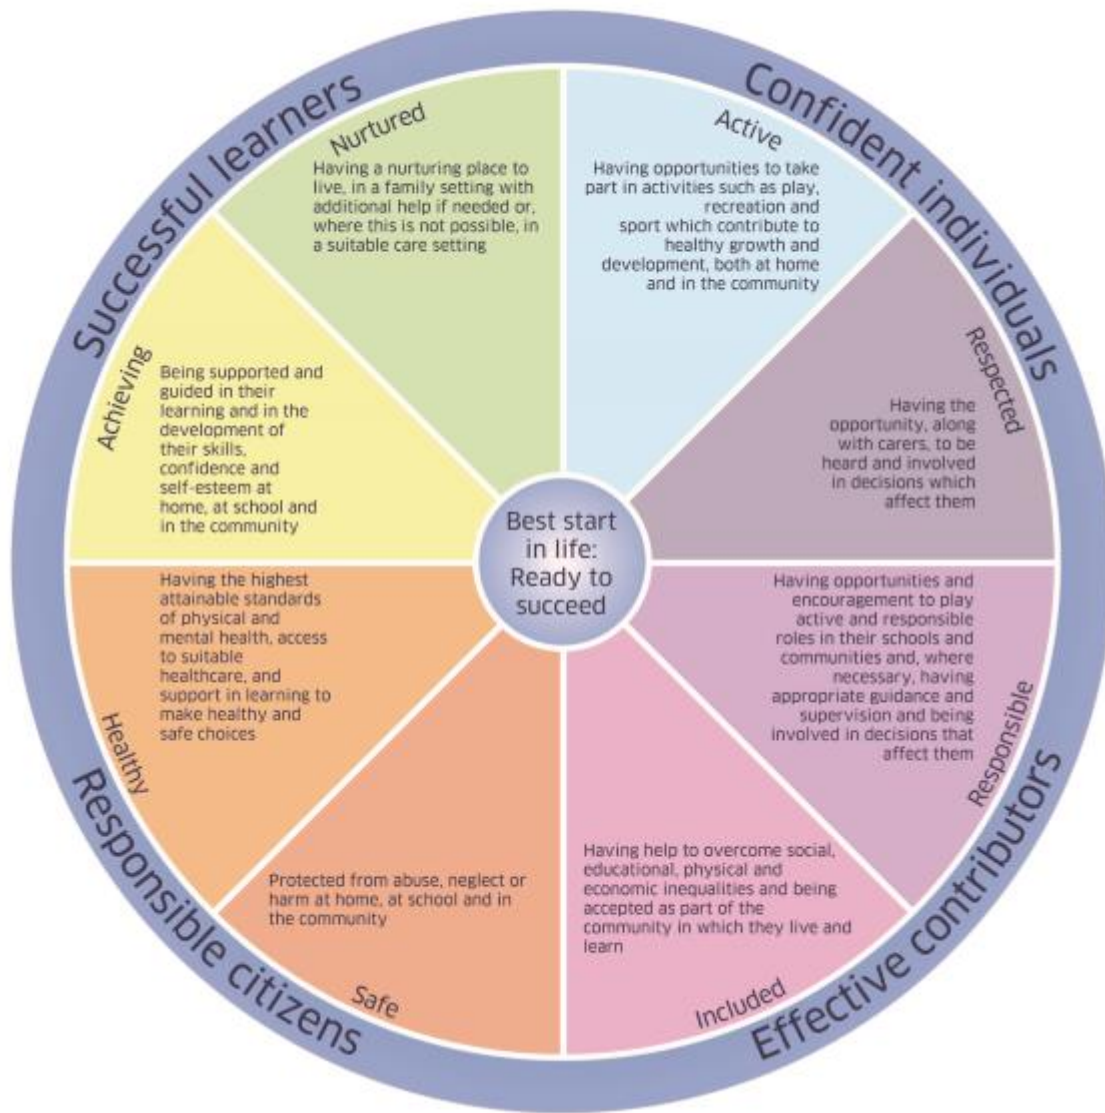 Successful learners
Confident individuals
Nurtured
Having a nurturing place to
live, in a family setting with
additional help if needed or,
where this is not possible, in
a suitable care setting
Active
Having opportunities to take
part in activities such as play,
recreation and
sport which contribute to
healthy growth and
development, both at home
and in the community
Achieving
Being supported and
guided in their
learning and in the
development of
their skills,
confidence and
self-esteem at
home, at school and
in the community
Respected
Having the
opportunity, along
with carers, to be
heard and involved
in decisions which
affect them
Best start
in life:
Ready to
succeed
Healthy
Having the highest
attainable standards
of physical and
mental health, access
to suitable
healthcare, and
support in learning to
make healthy and
safe choices
Responsible
Having opportunities and
encouragement to play
active and responsible
roles in their schools and
communities and, where
necessary, having
appropriate guidance and
supervision and being
involved in decisions that
affect them
Safe
Protected from abuse, neglect or
harm at home, at school and in
the community
Included
Having help to overcome social,
educational, physical and
economic inequalities and being
accepted as part of the
community in which they live and
learn
Responsible citizens
Effective contributors